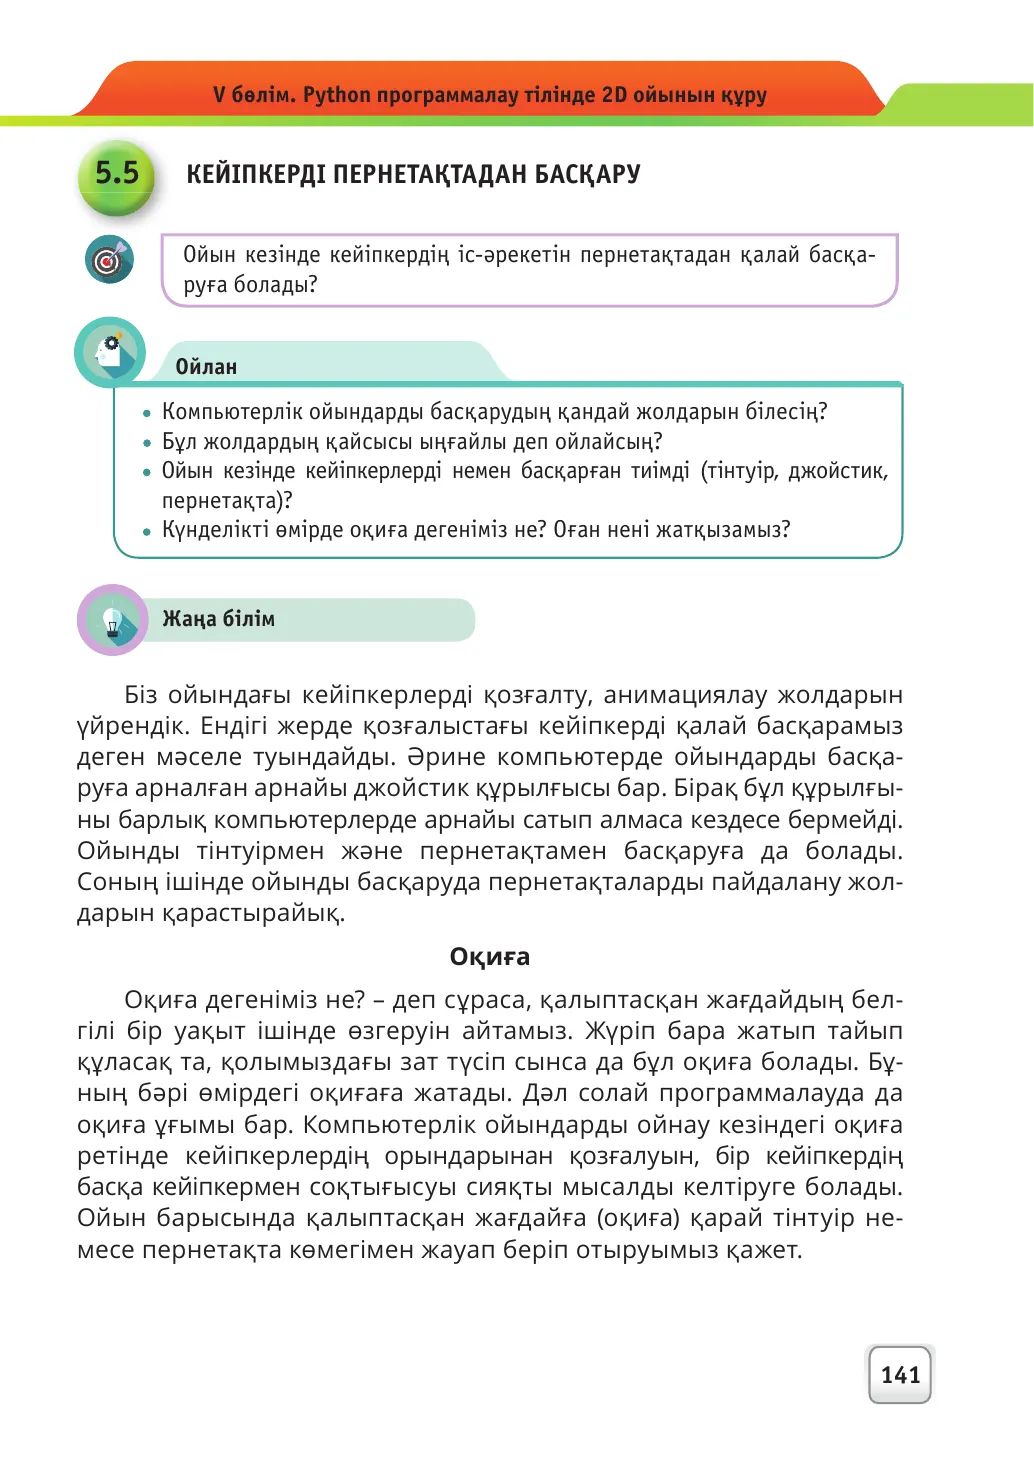 V бөлім. Python программалау тілінде 2D ойынын құру
5.5
КЕЙІПКЕРДІ ПЕРНЕТАҚТАДАН БАСҚАРУ
Ойын кезінде кейіпкердің іс-әрекетін пернетақтадан қалай басқа-
руға болады?
Ойлан
• Компьютерлік ойындарды басқарудың қандай жолдарын білесің?
• Бұл жолдардың қайсысы ыңғайлы деп ойлайсың?
• Ойын кезінде кейіпкерлерді немен басқарған тиімді (тінтуір, джойстик,
пернетақта)?
• Күнделікті өмірде оқиға дегеніміз не? Оған нені жатқызамыз?
Жаңа білім
Біз ойындағы кейіпкерлерді қозғалту, анимациялау жолдарын
үйрендік. Ендігі жерде қозғалыстағы кейіпкерді қалай басқарамыз
деген мәселе туындайды. Әрине компьютерде ойындарды басқа-
руға арналған арнайы джойстик құрылғысы бар. Бірақ бұл құрылғы-
ны барлық компьютерлерде арнайы сатып алмаса кездесе бермейді.
Ойынды тінтуірмен және пернетақтамен басқаруға да болады.
Соның ішінде ойынды басқаруда пернетақталарды пайдалану жол-
дарын қарастырайық.
Оқиға
Оқиға дегеніміз не? – деп сұраса, қалыптасқан жағдайдың бел-
гілі бір уақыт ішінде өзгеруін айтамыз. Жүріп бара жатып тайып
құласақ та, қолымыздағы зат түсіп сынса да бұл оқиға болады. Бұ-
ның бәрі өмірдегі оқиғаға жатады. Дәл солай программалауда да
оқиға ұғымы бар. Компьютерлік ойындарды ойнау кезіндегі оқиға
ретінде кейіпкерлердің орындарынан қозғалуын, бір кейіпкердің
басқа кейіпкермен соқтығысуы сияқты мысалды келтіруге болады.
Ойын барысында қалыптасқан жағдайға (оқиға) қарай тінтуір не-
месе пернетақта көмегімен жауап беріп отыруымыз қажет.
141